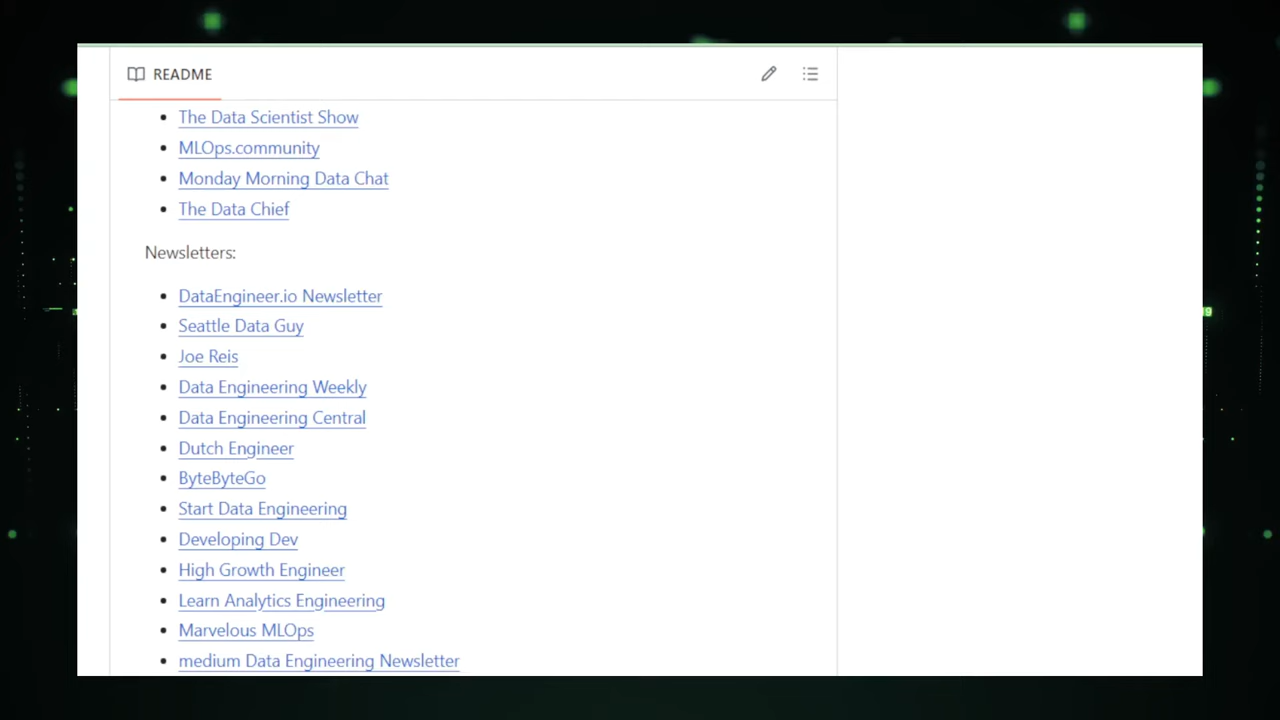 README
The Data Scientist Show
MLOps.community
Monday Morning Data Chat
The Data Chief
Newsletters:
DataEngineer.io Newsletter
Seattle Data Guy
Joe Reis
Data Engineering Weekly
Data Engineering Central
Dutch Engineer
ByteByteGo
Start Data Engineering
Developing Dev
High Growth Engineer
Learn Analytics Engineering
Marvelous MLOps
medium Data Engineering Newsletter